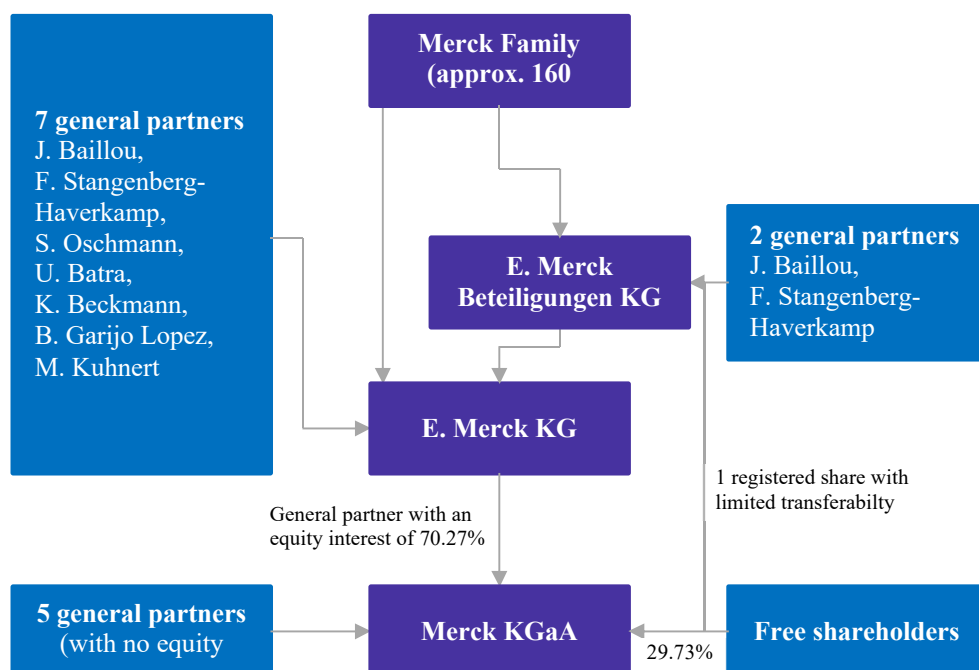 Merck Family
(approx. 160
7 general partners
J. Baillou,
F. Stangenberg-
Haverkamp,
S. Oschmann,
U. Batra,
K. Beckmann,
B. Garijo Lopez,
M. Kuhnert
E. Merck
Beteiligungen KG
2 general partners
J. Baillou,
F. Stangenberg-
Haverkamp
E. Merck KG
1 registered share with
limited transferabilty
General partner with an
equity interest of 70.27%
5 general partners
(with no equity
Merck KGaA
29.73%
Free shareholders